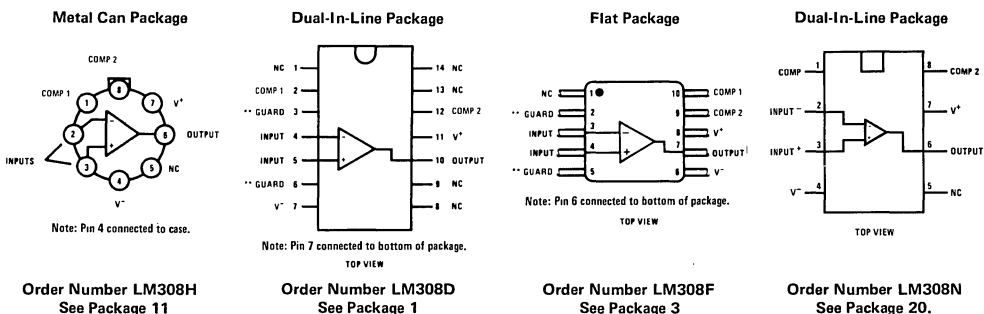 Metal Can Package
COMP 2
COMP 1
8
1
7
V+
2
6
OUTPUT
INPUTS
3
5
NC
4
V-
Note: Pin 4 connected to case.
Order Number LM308H
See Package 11
Dual-In-Line Package
NC 1
14 NC
COMP 1 2
13 NC
** GUARD 3
12 COMP 2
INPUT 4
11 V+
INPUT 5
10 OUTPUT
** GUARD 6
9 NC
V- 7
8 NC
Note: Pin 7 connected to bottom of package.
TOP VIEW
Order Number LM308D
See Package 1
Flat Package
NC 1
10 COMP 1
** GUARD 2
9 COMP 2
INPUT 3
8 V+
INPUT 4
7 OUTPUT
** GUARD 5
6 V-
Note: Pin 6 connected to bottom of package.
TOP VIEW
Order Number LM308F
See Package 3
Dual-In-Line Package
COMP 1
8 COMP 2
INPUT - 2
7 V+
INPUT + 3
6 OUTPUT
V- 4
5 NC
TOP VIEW
Order Number LM308N
See Package 20.